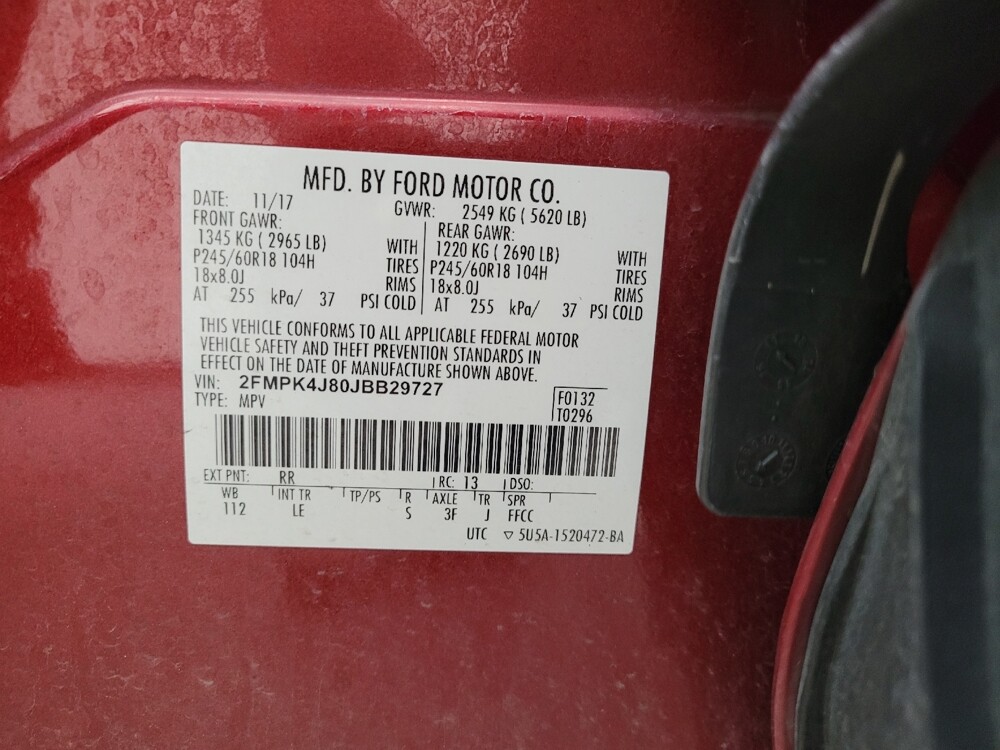 MFD. BY FORD MOTOR CO.
DATE: 11/17 GVWR: 2549 KG ( 5620 LB)
FRONT GAWR: REAR GAWR:
1345 KG ( 2965 LB) WITH 1220 KG ( 2690 LB) WITH
P245/60R18 104H TIRES P245/60R18 104H TIRES
18x8.0J RIMS 18x8.0J RIMS
AT 255 kPa/ 37 PSI COLD AT 255 kPa/ 37 PSI COLD
THIS VEHICLE CONFORMS TO ALL APPLICABLE FEDERAL MOTOR
VEHICLE SAFETY AND THEFT PREVENTION STANDARDS IN
EFFECT ON THE DATE OF MANUFACTURE SHOWN ABOVE.
VIN: 2FMPK4J80JBB29727
TYPE: MPV
F0132
T0296
EXT PNT: RR RC: 13 DSO:
WB INT TR TP/PS R AXLE TR SPR
112 LE S 3F J FFCC
UTC ▽ 5U5A-1520472-BA